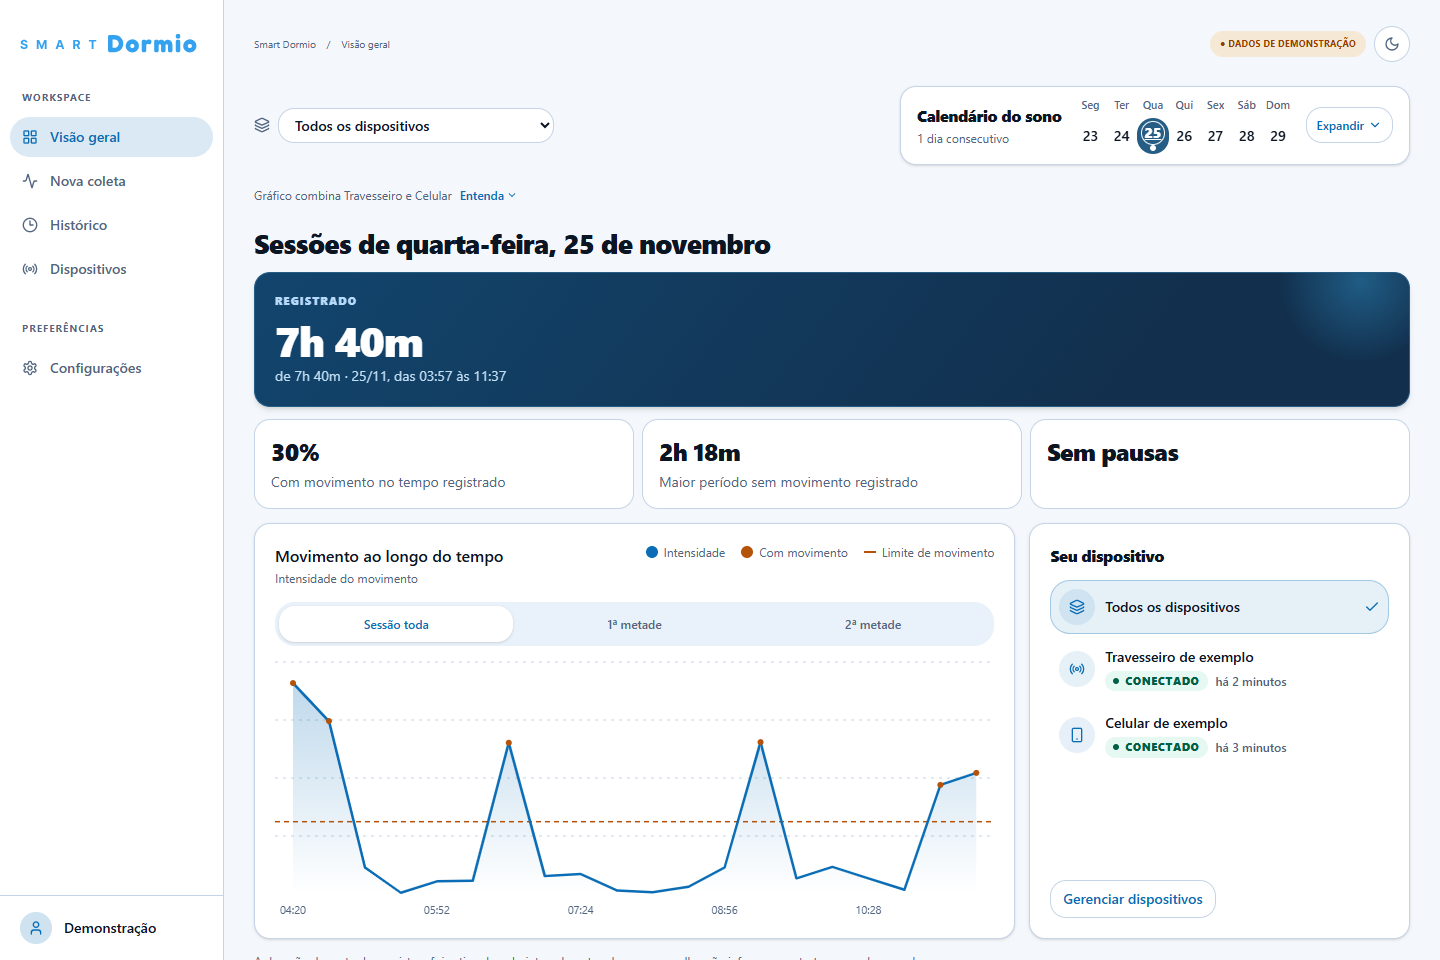 SMART Dormio
WORKSPACE
Visão geral
Nova coleta
Histórico
Dispositivos
PREFERÊNCIAS
Configurações
Demonstração
Smart Dormio / Visão geral
DADOS DE DEMONSTRAÇÃO
Todos os dispositivos
Calendário do sono
1 dia consecutivo
Seg Ter Qua Qui Sex Sáb Dom
23 24 25 26 27 28 29
Expandir
Gráfico combina Travesseiro e Celular Entenda
Sessões de quarta-feira, 25 de novembro
REGISTRADO
7h 40m
de 7h 40m · 25/11, das 03:57 às 11:37
30%
Com movimento no tempo registrado
2h 18m
Maior período sem movimento registrado
Sem pausas
Movimento ao longo do tempo
Intensidade do movimento
Intensidade Com movimento Limite de movimento
Sessão toda 1ª metade 2ª metade
04:20 05:52 07:24 08:56 10:28
Seu dispositivo
Todos os dispositivos
Travesseiro de exemplo
CONECTADO há 2 minutos
Celular de exemplo
CONECTADO há 3 minutos
Gerenciar dispositivos